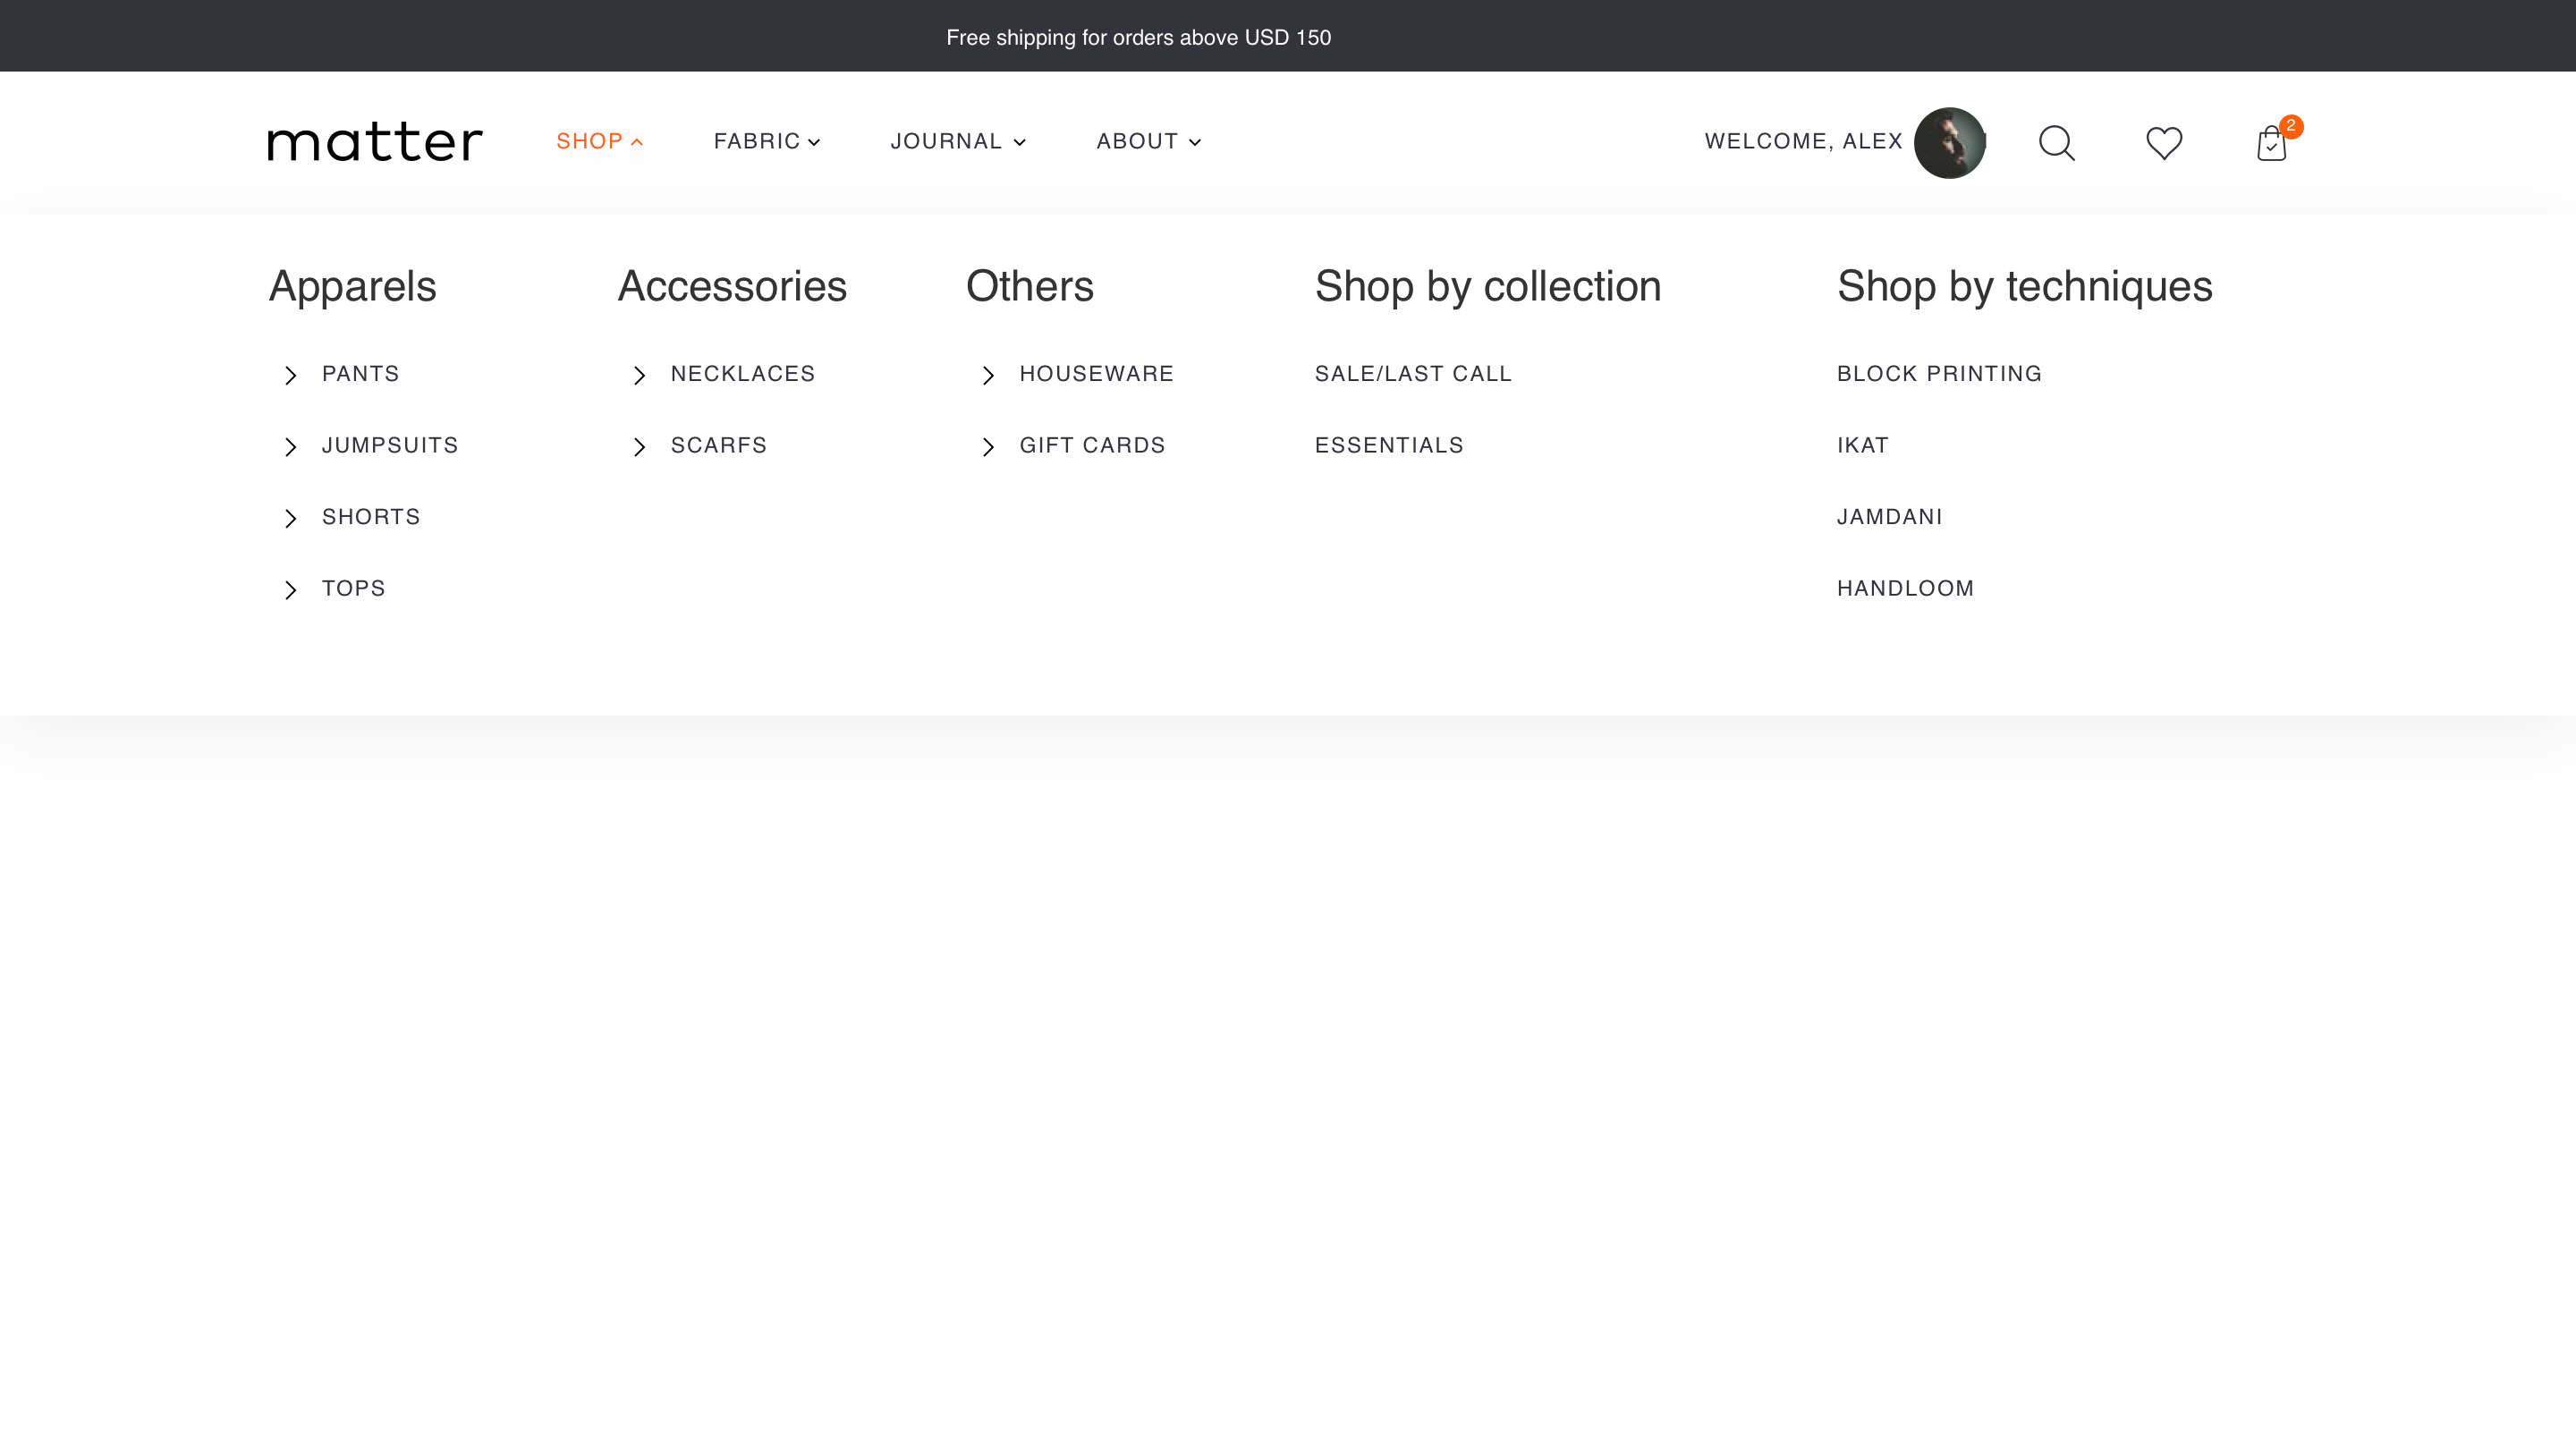 Free shipping for orders above USD 150
matter SHOP FABRIC JOURNAL ABOUT WELCOME, ALEX 2
Apparels
PANTS
JUMPSUITS
SHORTS
TOPS
Accessories
NECKLACES
SCARFS
Others
HOUSEWARE
GIFT CARDS
Shop by collection
SALE/LAST CALL
ESSENTIALS
Shop by techniques
BLOCK PRINTING
IKAT
JAMDANI
HANDLOOM